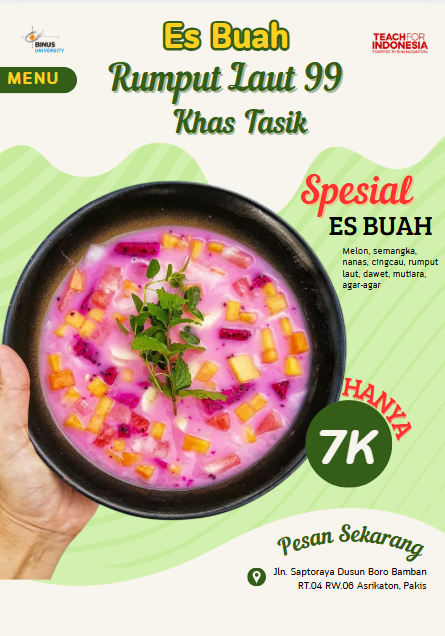 BINUS
UNIVERSITY
Es Buah
TEACH FOR
INDONESIA
MENU
Rumput Laut 99
Khas Tasik
Spesial
ES BUAH
Melon, semangka,
nanas, cingcau, rumput
laut, dawet, mutiara,
agar-agar
HANYA
7K
Pesan Sekarang
Jln. Saptoraya Dusun Boro Bamban
RT.04 RW.06 Asrikaton, Pakis